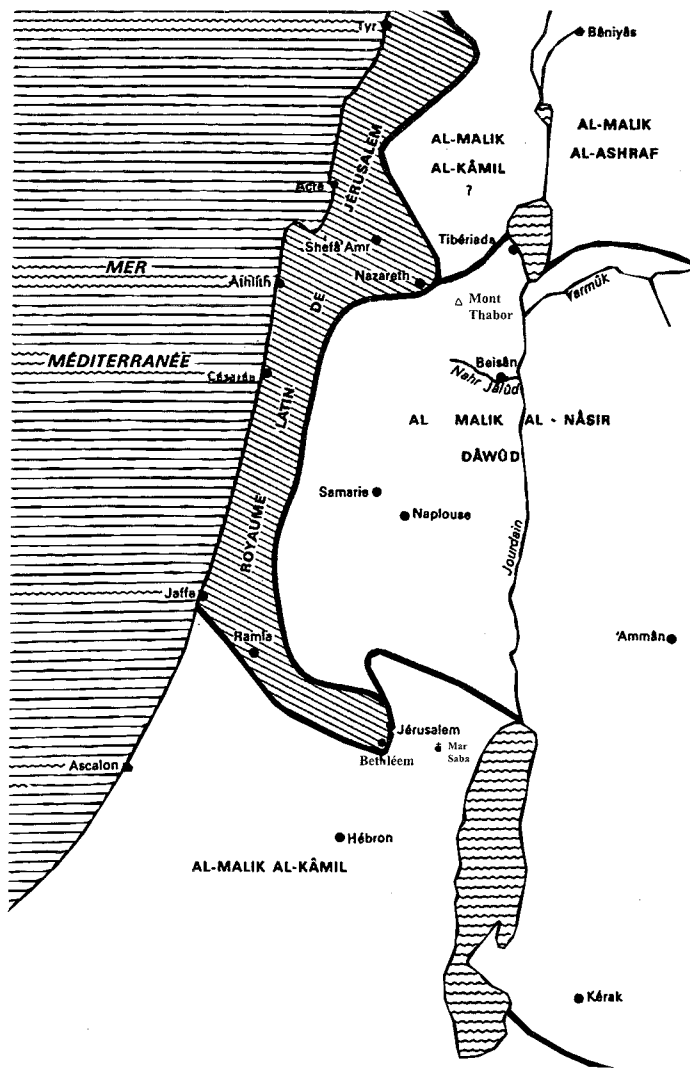 Tyr
Bâniyâs
AL-MALIK
AL-KÂMIL
?
AL-MALIK
AL-ASHRAF
JÉRUSALEM
Acre
Shefâ'Amr
Tibériada
MER
Athlith
Nazareth
DE
Mont
Thabor
Yarmûk
MÉDITERRANÉE
Césarée
Beisân
Nahr Jâlûd
LATIN
AL MALIK AL-NÂSIR
DÂWÛD
Samarie
Naplouse
ROYAUME
Jourdain
Jaffa
Ramla
'Ammân
Jérusalem
Bethléem
Mar
Saba
Ascalon
Hébron
AL-MALIK AL-KÂMIL
Kérak